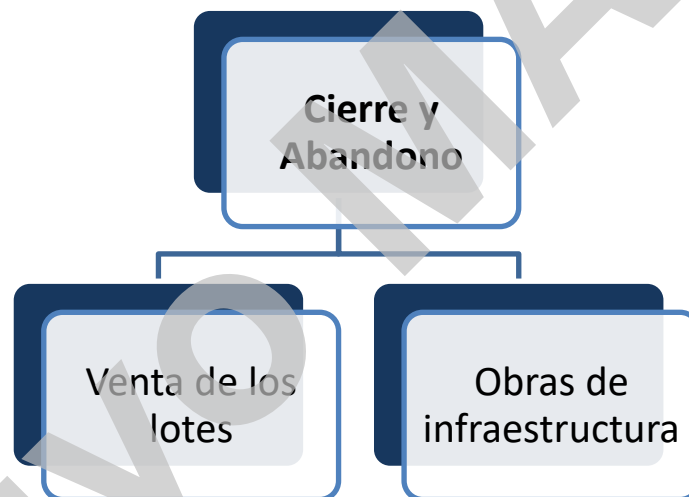 Cierre y
Abandono
Venta de los
lotes
Obras de
infraestructura